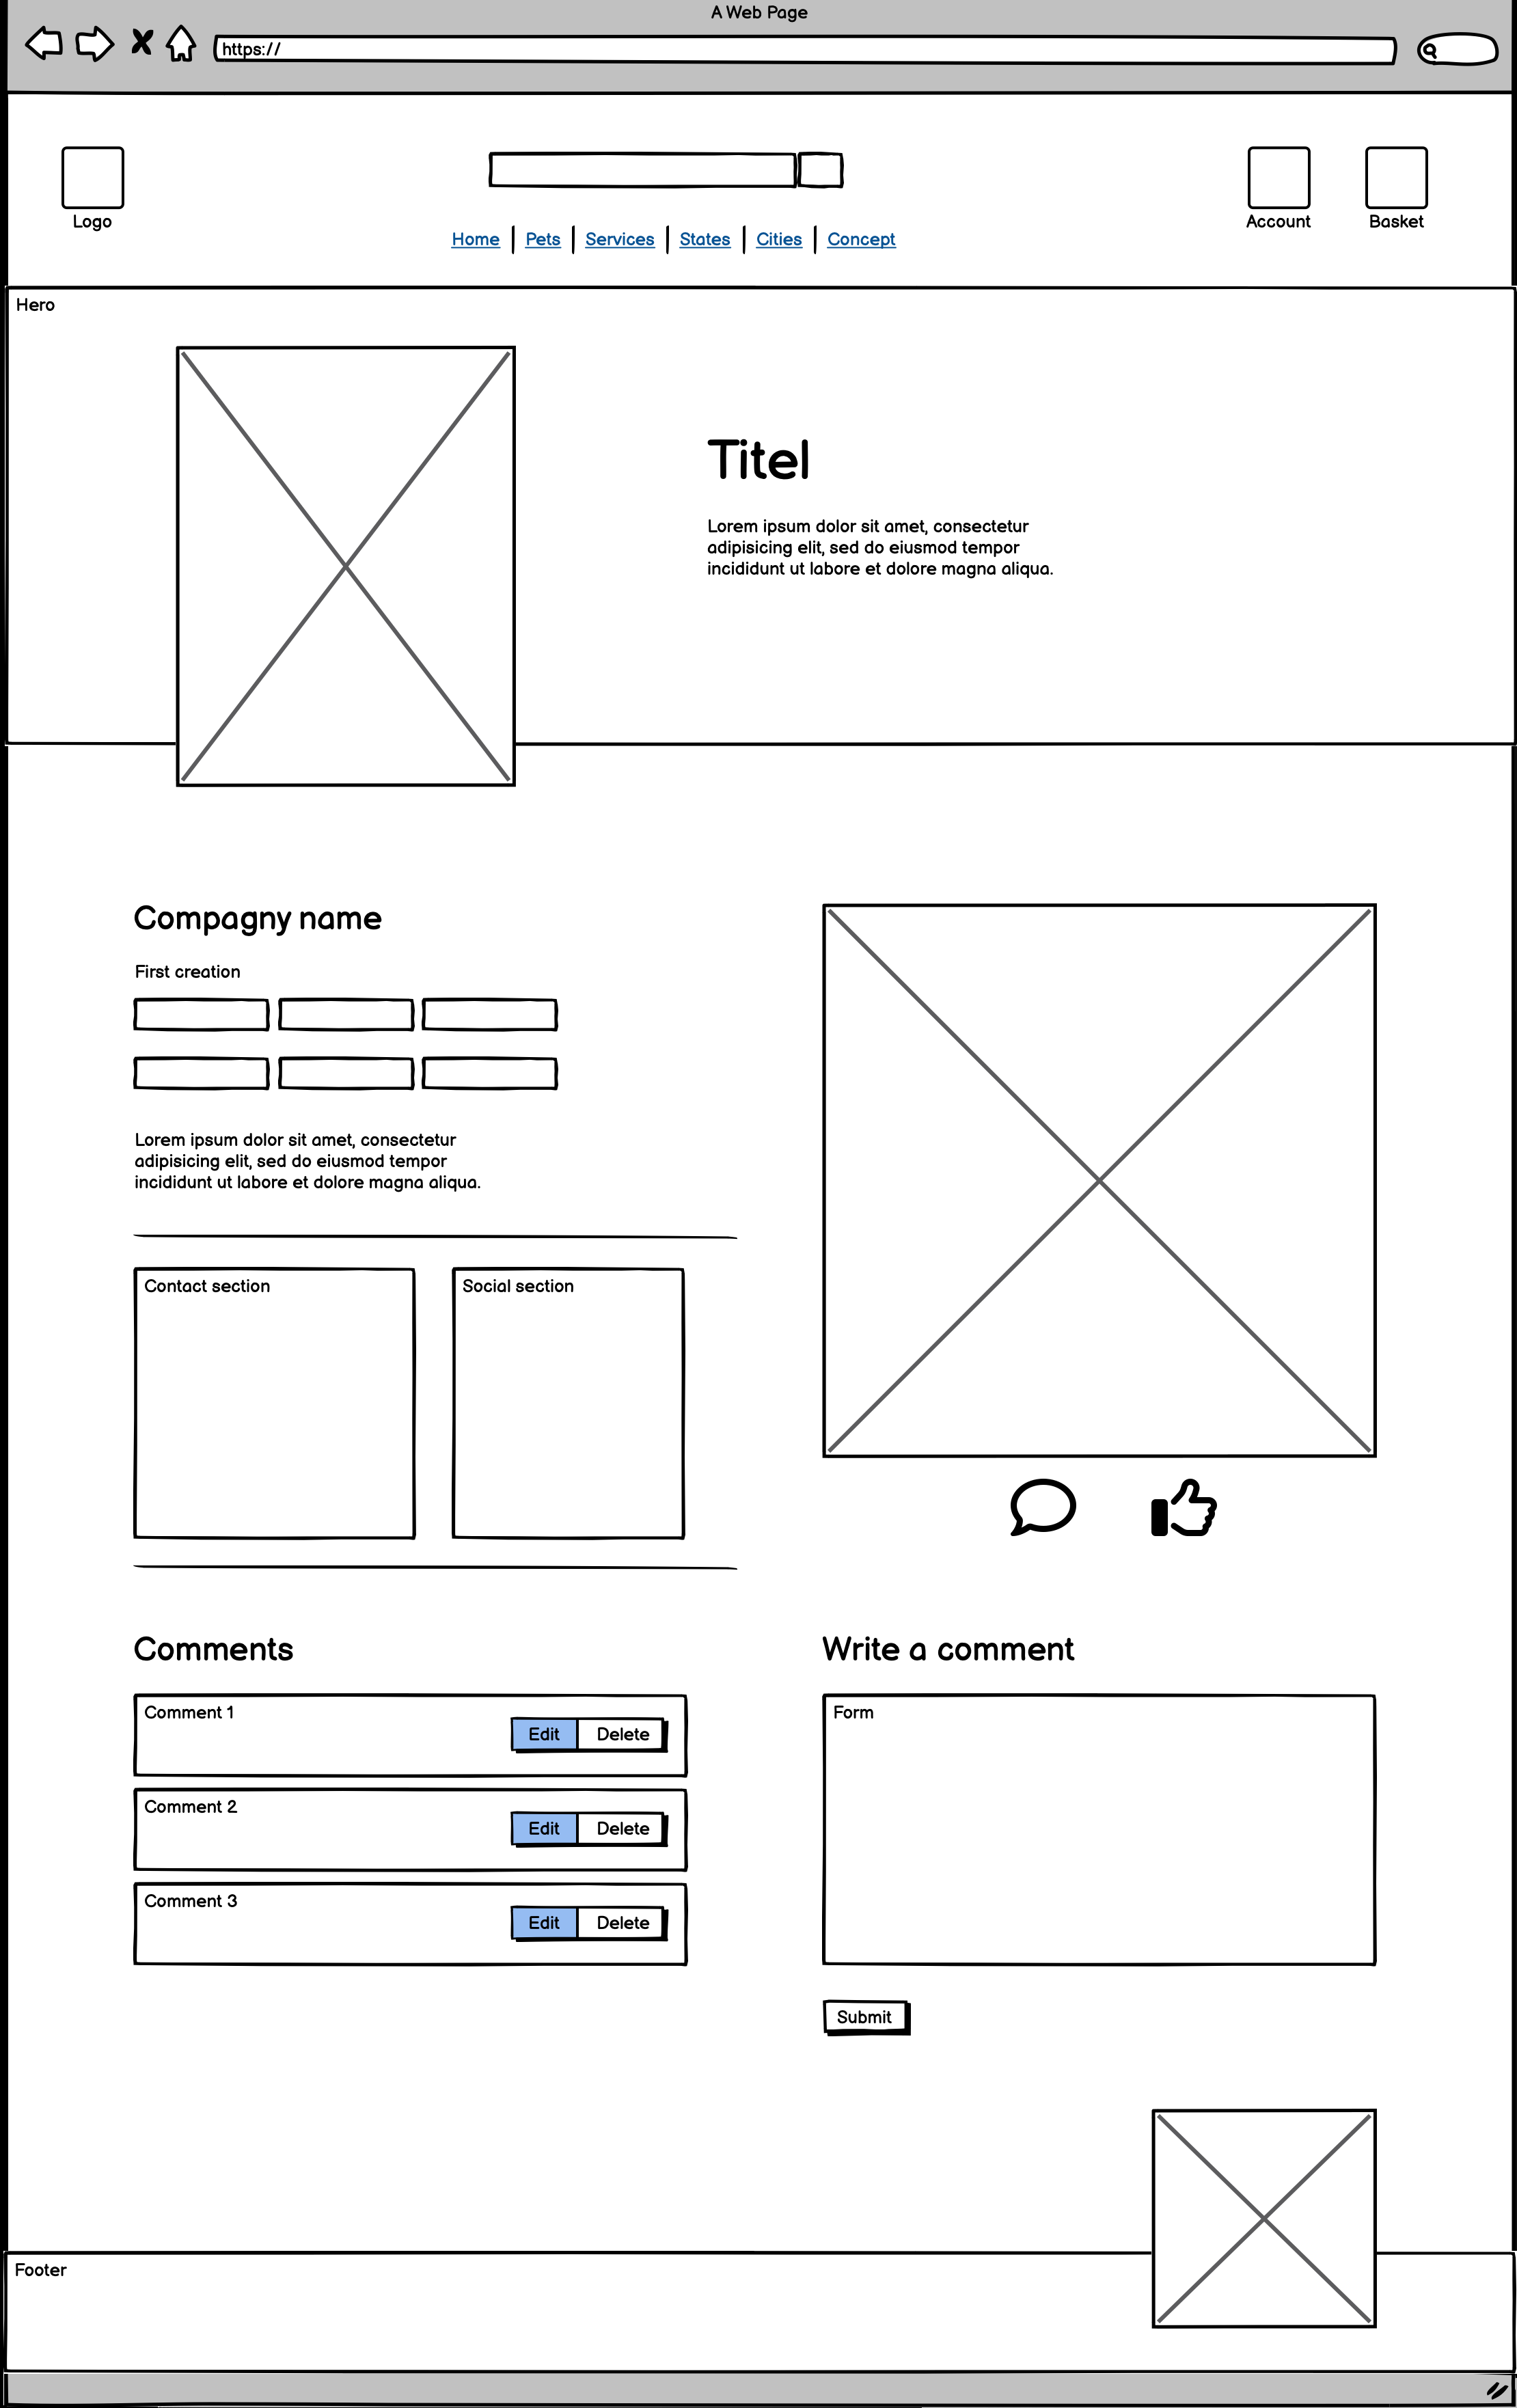 A Web Page
https://
Logo
Account
Basket
Home
Pets
Services
States
Cities
Concept
Hero
Titel
Lorem ipsum dolor sit amet, consectetur
adipisicing elit, sed do eiusmod tempor
incididunt ut labore et dolore magna aliqua.
Compagny name
First creation
Lorem ipsum dolor sit amet, consectetur
adipisicing elit, sed do eiusmod tempor
incididunt ut labore et dolore magna aliqua.
Contact section
Social section
Comments
Comment 1
Edit
Delete
Comment 2
Edit
Delete
Comment 3
Edit
Delete
Write a comment
Form
Submit
Footer